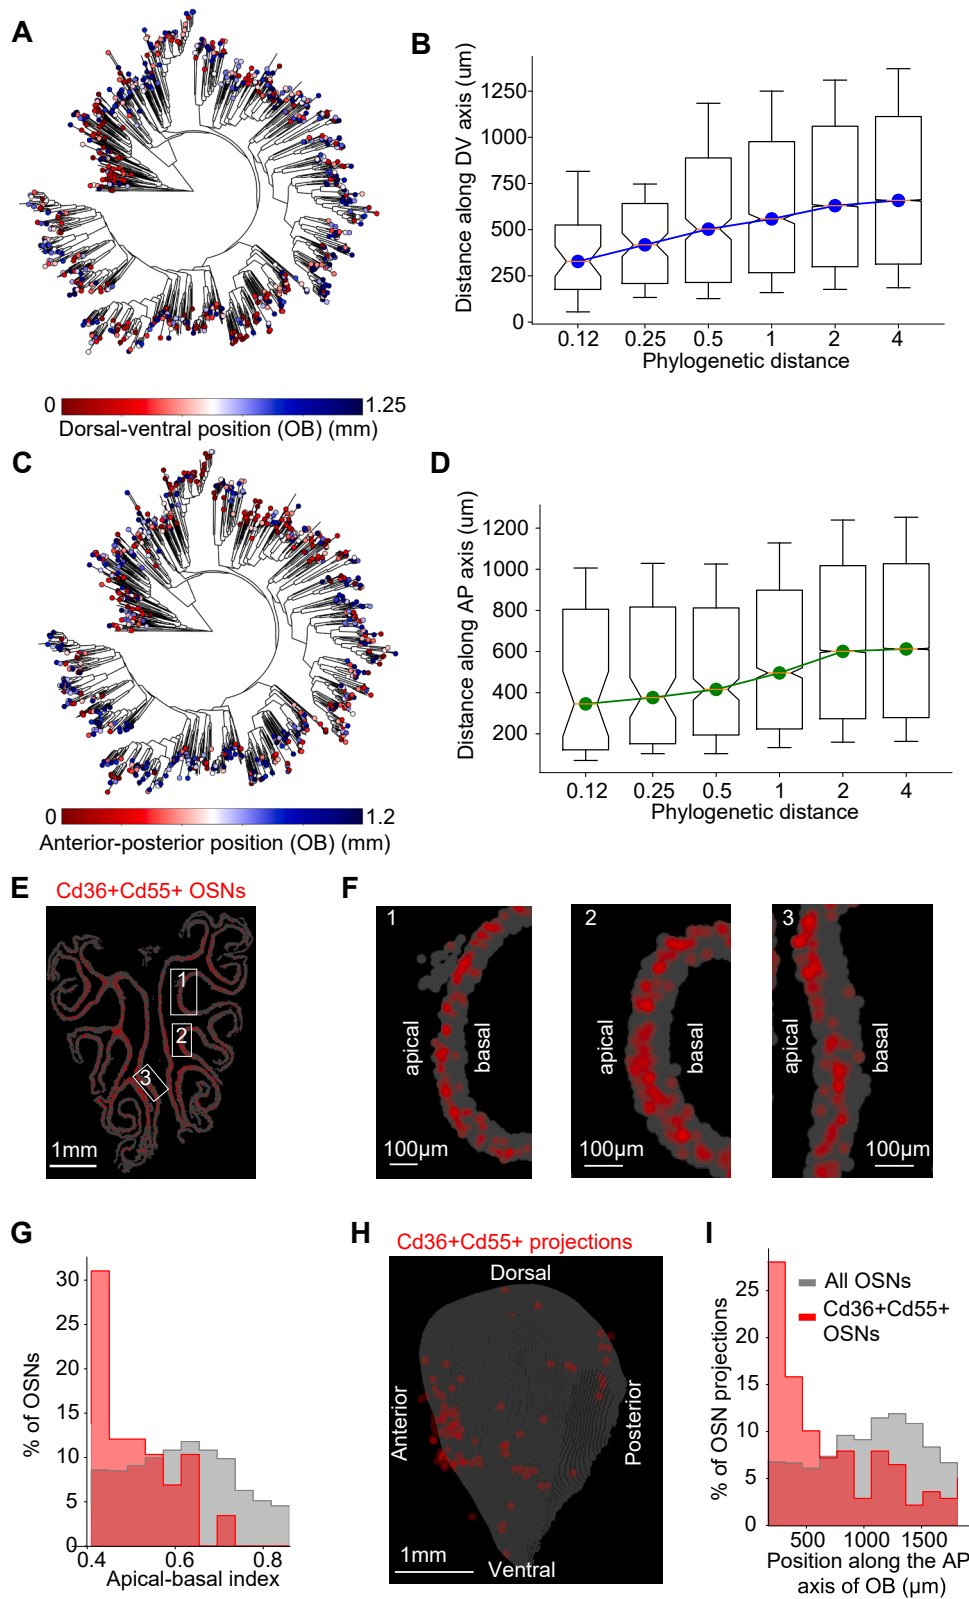 A
B
Distance along DV axis (um)
1250
1000
750
500
250
0
0.12 0.25 0.5 1 2 4
Phylogenetic distance
0 1.25
Dorsal-ventral position (OB) (mm)
C
D
Distance along AP axis (um)
1200
1000
800
600
400
200
0.12 0.25 0.5 1 2 4
Phylogenetic distance
0 1.2
Anterior-posterior position (OB) (mm)
E
Cd36+Cd55+ OSNs
1
2
3
1mm
F
1
apical
basal
100µm
2
apical
basal
100µm
3
apical
basal
100µm
G
% of OSNs
30
25
20
15
10
5
0
0.4 0.6 0.8
Apical-basal index
H
Cd36+Cd55+ projections
Dorsal
Anterior
Posterior
1mm
Ventral
I
% of OSN projections
25
20
15
10
5
0
All OSNs
Cd36+Cd55+
OSNs
500 1000 1500
Position along the AP
axis of OB (µm)